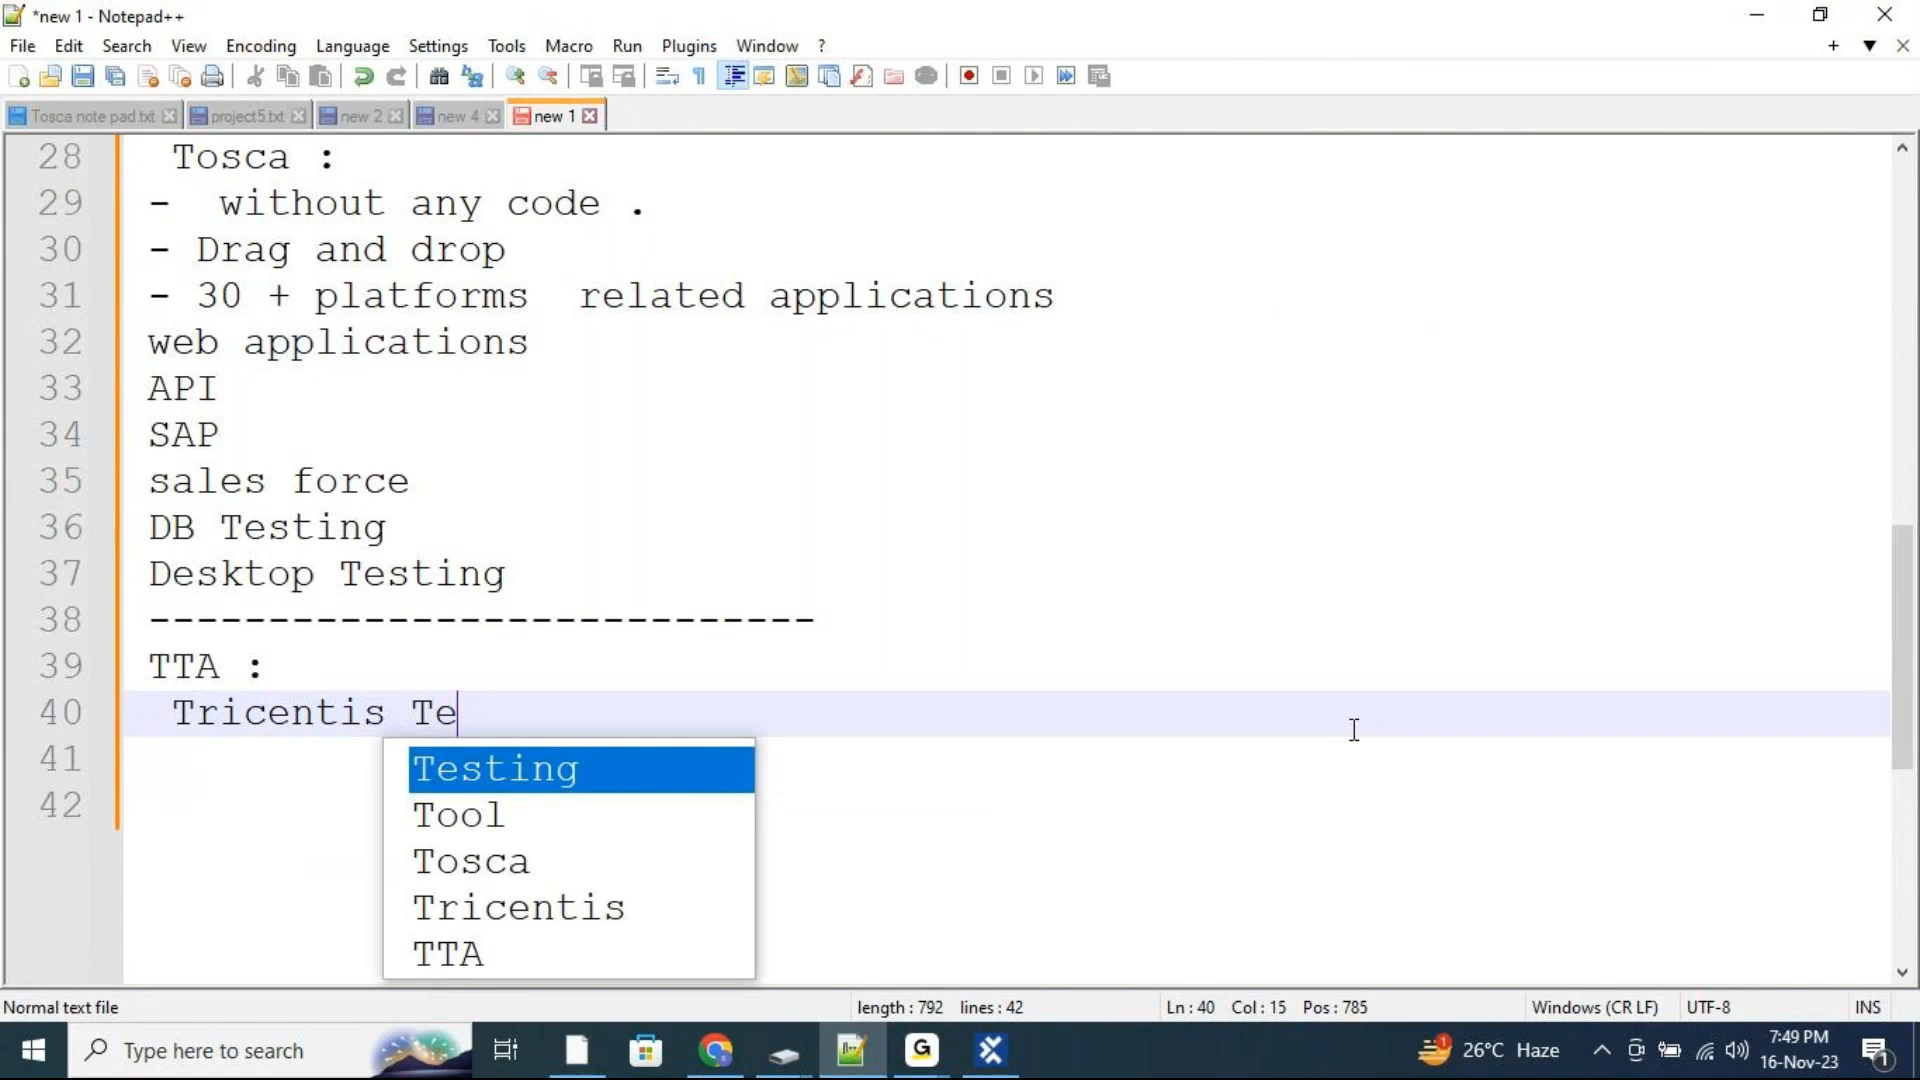 *new 1 - Notepad++
File Edit Search View Encoding Language Settings Tools Macro Run Plugins Window ?
Tosca note pad.txt project5.txt new 2 new 4 new 1
28 Tosca :
29 - without any code .
30 - Drag and drop
31 - 30 + platforms related applications
32 web applications
33 API
34 SAP
35 sales force
36 DB Testing
37 Desktop Testing
38 ----------------------------
39 TTA :
40 Tricentis Te
41
42
Testing
Tool
Tosca
Tricentis
TTA
Normal text file length : 792 lines : 42 Ln : 40 Col : 15 Pos : 785 Windows (CR LF) UTF-8 INS
Type here to search 26°C Haze 7:49 PM
16-Nov-23 1